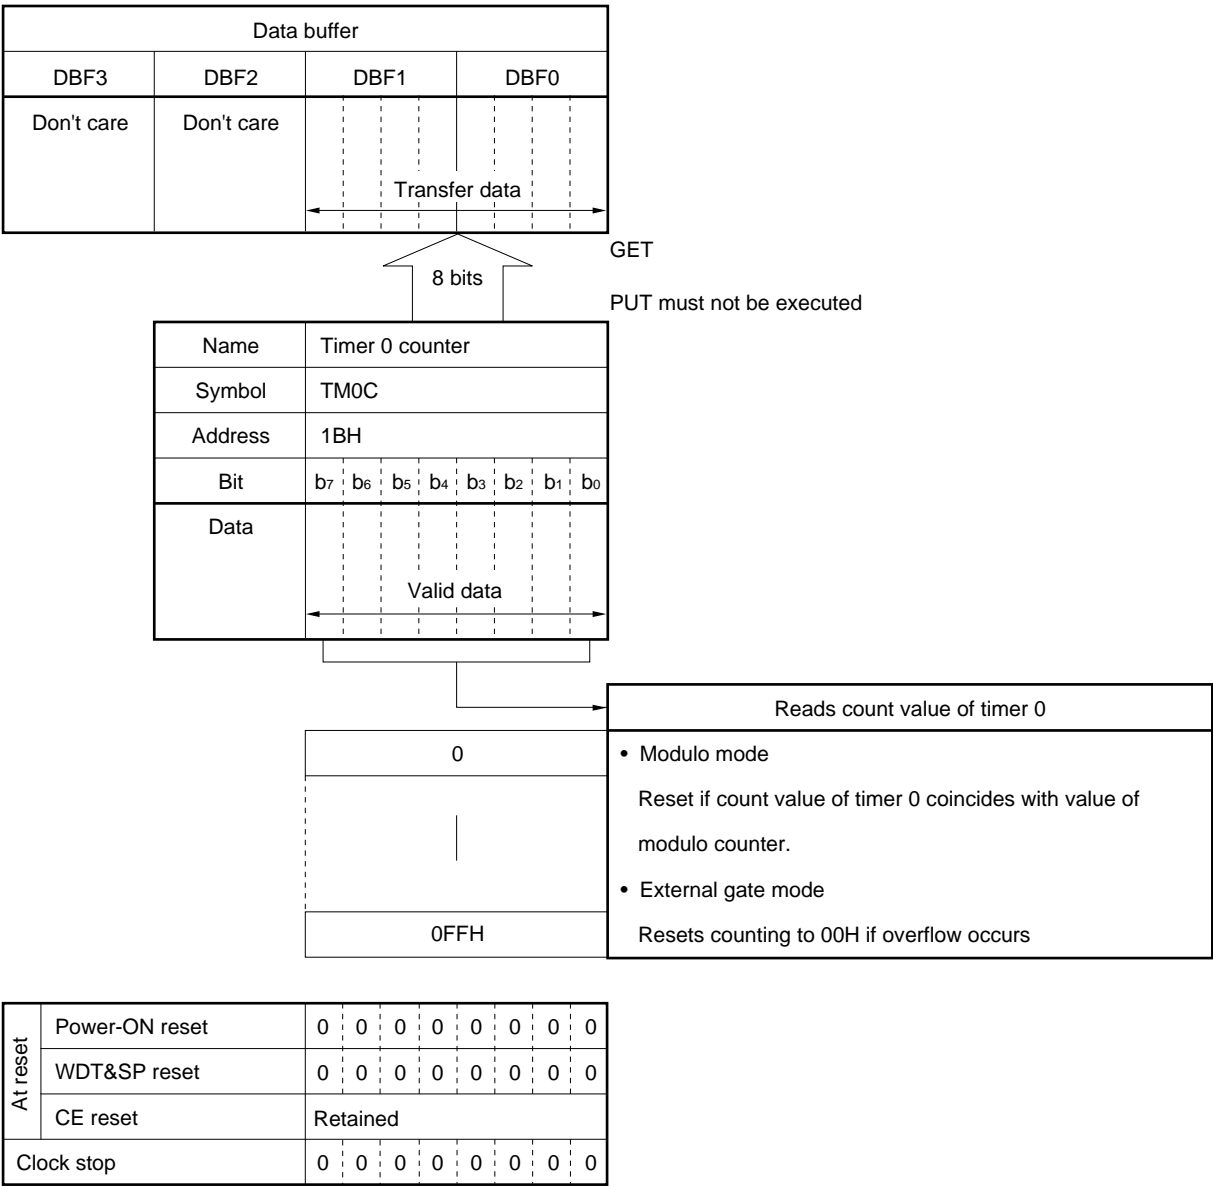 Data buffer
DBF3 DBF2 DBF1 DBF0
Don't care Don't care
Transfer data
GET
8 bits
PUT must not be executed
Name Timer 0 counter
Symbol TM0C
Address 1BH
Bit b7 b6 b5 b4 b3 b2 b1 b0
Data
Valid data
Reads count value of timer 0
0
• Modulo mode
Reset if count value of timer 0 coincides with value of
modulo counter.
• External gate mode
0FFH
Resets counting to 00H if overflow occurs
At reset
Power-ON reset 0 0 0 0 0 0 0 0
WDT&SP reset 0 0 0 0 0 0 0 0
CE reset Retained
Clock stop 0 0 0 0 0 0 0 0